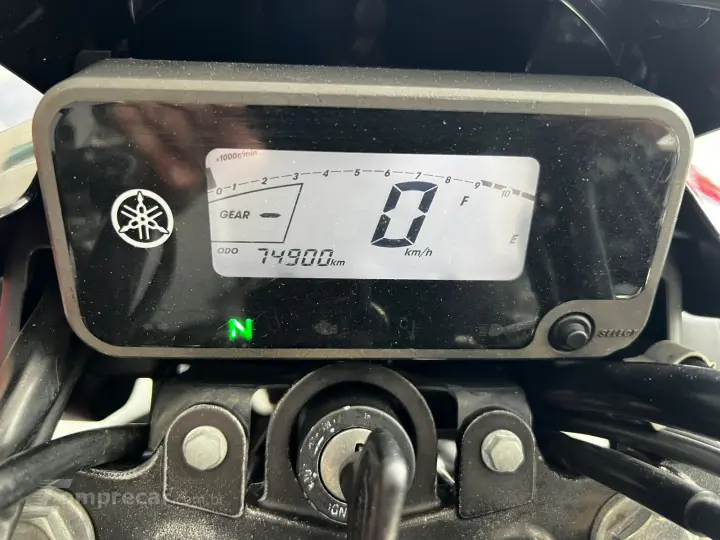 ×1000r/min
0 1 2 3 4 5 6 7 8 9 10
GEAR -
0
F
E
km/h
ODO
74900 km
N
SELECT
IGN